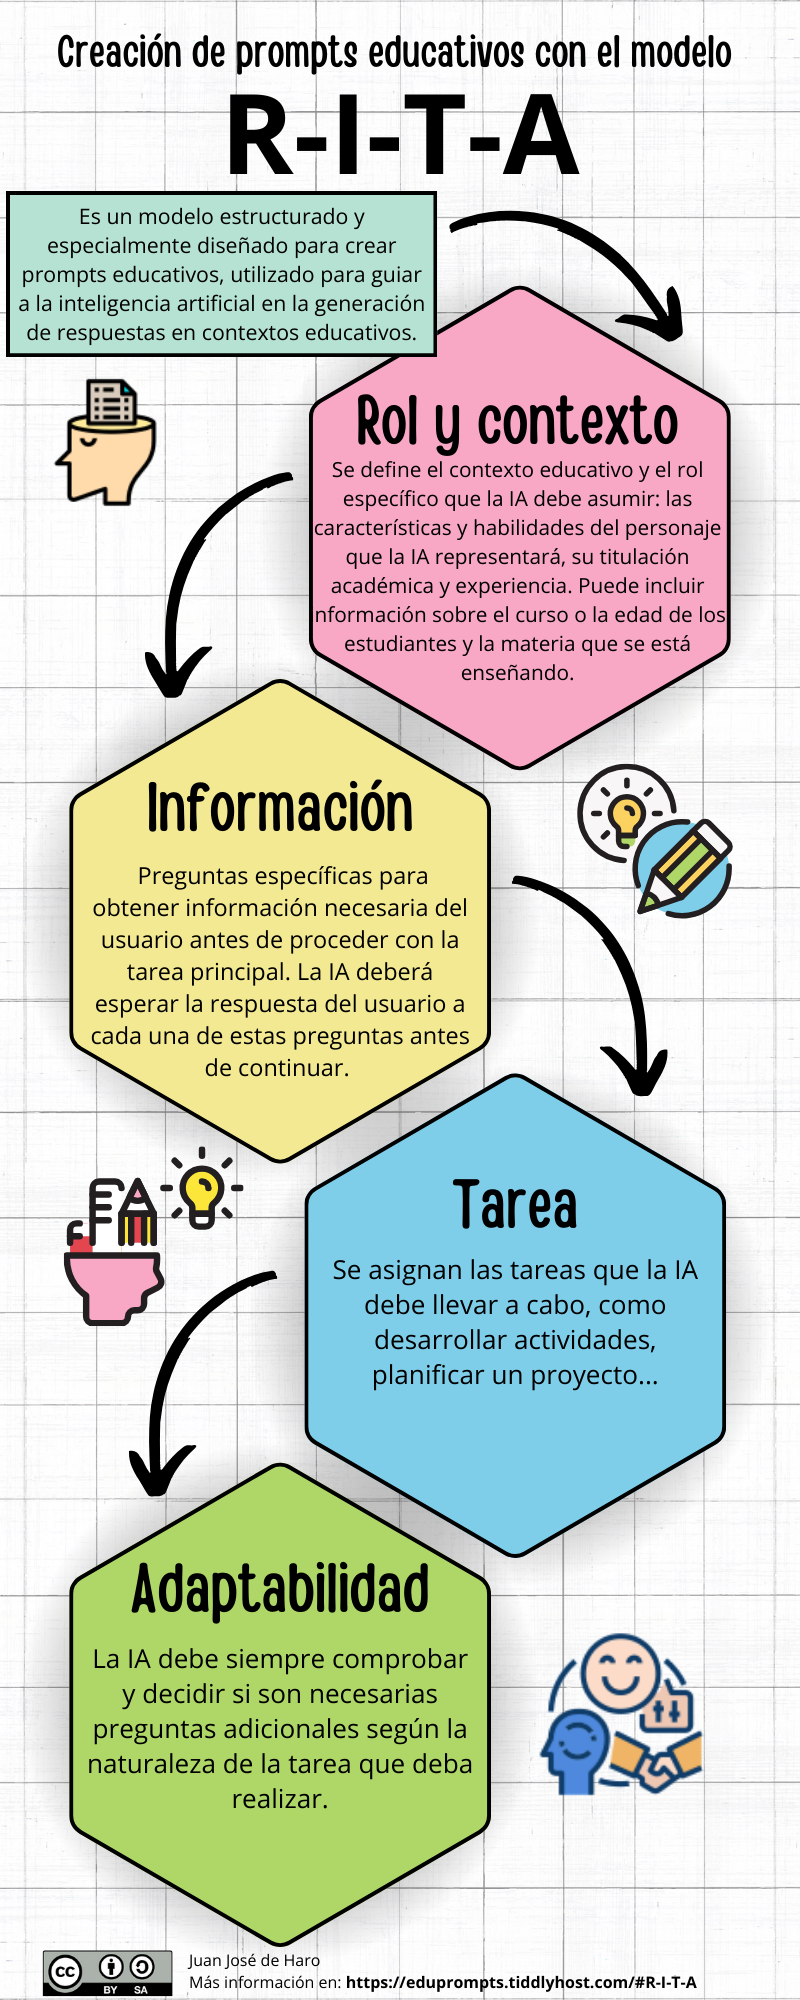 Creación de prompts educativos con el modelo
R-I-T-A
Es un modelo estructurado y
especialmente diseñado para crear
prompts educativos, utilizado para guiar
a la inteligencia artificial en la generación
de respuestas en contextos educativos.
Rol y contexto
Se define el contexto educativo y el rol
específico que la IA debe asumir: las
características y habilidades del personaje
que la IA representará, su titulación
académica y experiencia. Puede incluir
nformación sobre el curso o la edad de los
estudiantes y la materia que se está
enseñando.
Información
Preguntas específicas para
obtener información necesaria del
usuario antes de proceder con la
tarea principal. La IA deberá
esperar la respuesta del usuario a
cada una de estas preguntas antes
de continuar.
Tarea
Se asignan las tareas que la IA
debe llevar a cabo, como
desarrollar actividades,
planificar un proyecto...
Adaptabilidad
La IA debe siempre comprobar
y decidir si son necesarias
preguntas adicionales según la
naturaleza de la tarea que deba
realizar.
cc
BY SA
Juan José de Haro
Más información en: https://eduprompts.tiddlyhost.com/#R-I-T-A